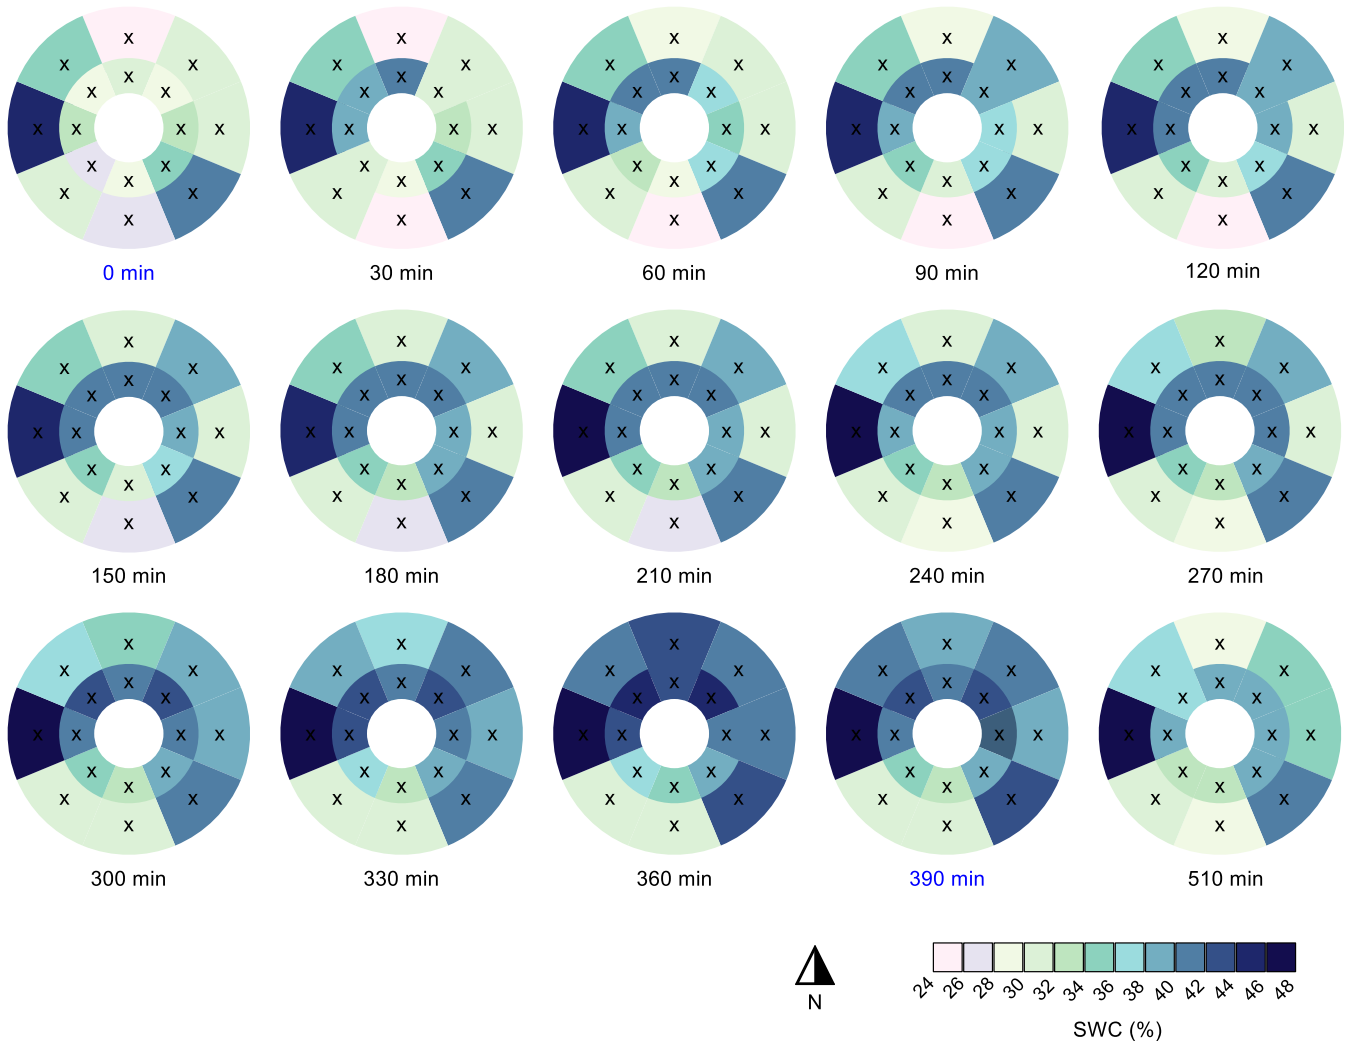 x x x x x x x x x x x x x x x x
0 min
x x x x x x x x x x x x x x x x
30 min
x x x x x x x x x x x x x x x x
60 min
x x x x x x x x x x x x x x x x
90 min
x x x x x x x x x x x x x x x x
120 min
x x x x x x x x x x x x x x x x
150 min
x x x x x x x x x x x x x x x x
180 min
x x x x x x x x x x x x x x x x
210 min
x x x x x x x x x x x x x x x x
240 min
x x x x x x x x x x x x x x x x
270 min
x x x x x x x x x x x x x x x x
300 min
x x x x x x x x x x x x x x x x
330 min
x x x x x x x x x x x x x x x x
360 min
x x x x x x x x x x x x x x x x
390 min
x x x x x x x x x x x x x x x x
510 min
N
24 26 28 30 32 34 36 38 40 42 44 46 48
SWC (%)